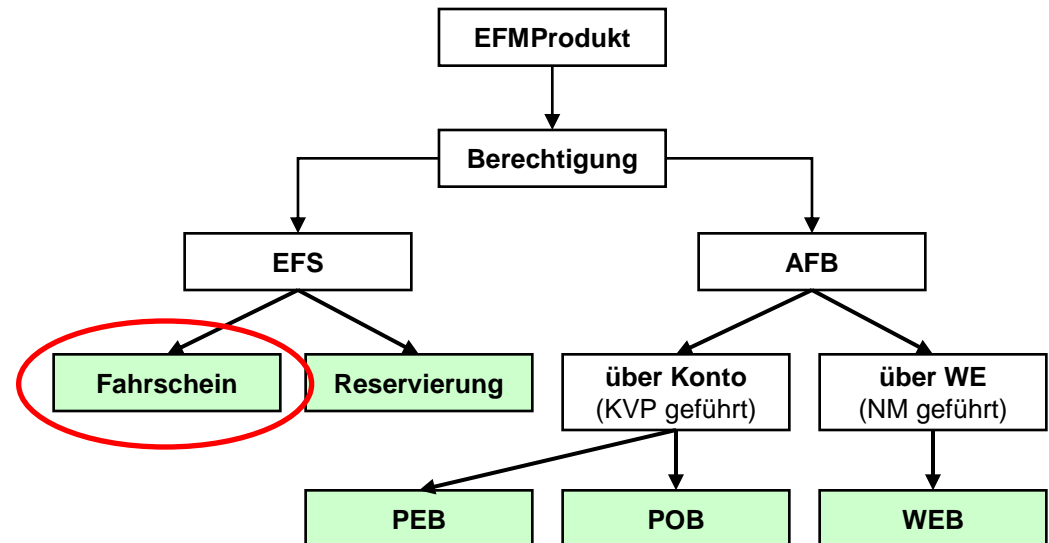 EFMProdukt
Berechtigung
EFS
AFB
Fahrschein
Reservierung
über Konto
(KVP geführt)
über WE
(NM geführt)
PEB
POB
WEB